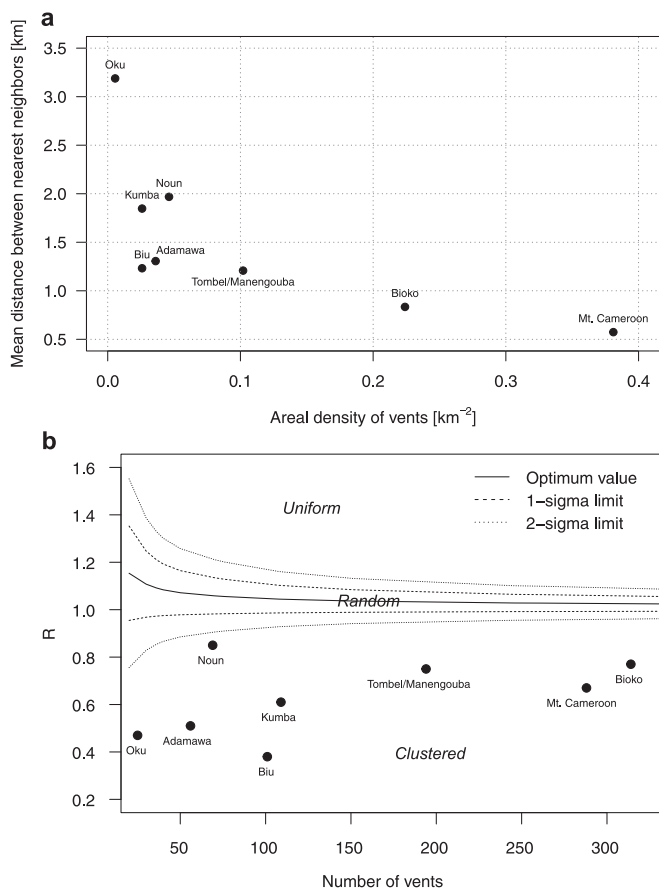 a
Mean distance between nearest neighbors [km]
3.5
3.0
2.5
2.0
1.5
1.0
0.5
Oku
Noun
Kumba
Biu
Adamawa
Tombel/Manengouba
Bioko
Mt. Cameroon
0.0
0.1
0.2
0.3
0.4
Areal density of vents [km⁻²]
b
R
1.6
1.4
1.2
1.0
0.8
0.6
0.4
0.2
Optimum value
1−sigma limit
2−sigma limit
Uniform
Random
Noun
Tombel/Manengouba
Bioko
Mt. Cameroon
Kumba
Oku
Adamawa
Biu
Clustered
50
100
150
200
250
300
Number of vents